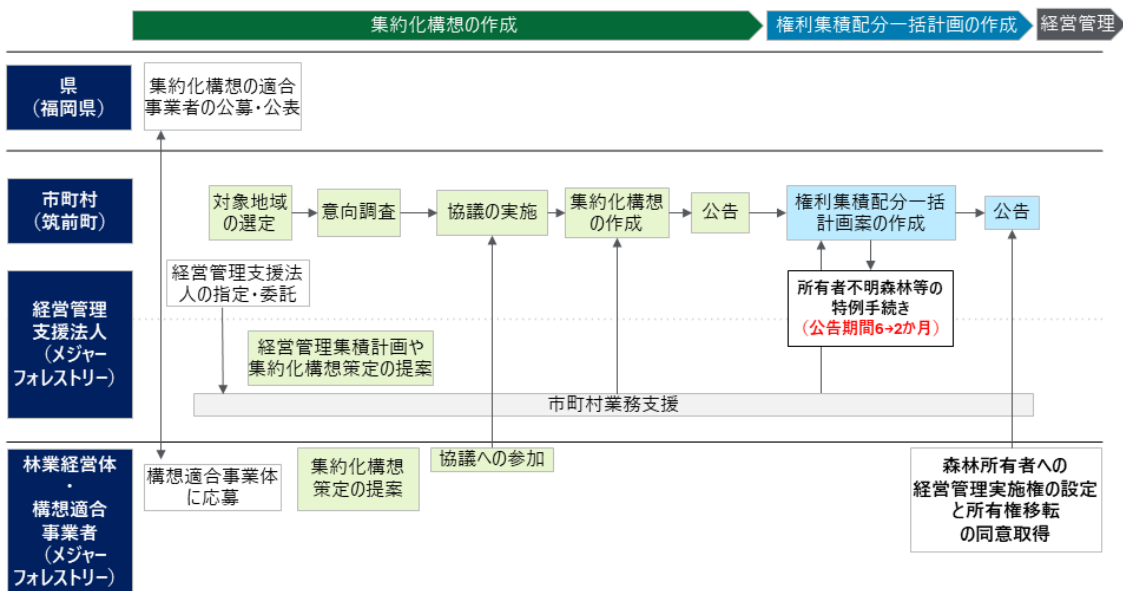 集約化構想の作成
権利集積配分一括計画の作成
経営管理
県
（福岡県）
集約化構想の適合
事業者の公募・公表
市町村
（筑前町）
対象地域
の選定
意向調査
協議の実施
集約化構想
の作成
公告
権利集積配分一括
計画案の作成
公告
経営管理
支援法人
（メジャー
フォレストリー）
経営管理支援法
人の指定・委託
所有者不明森林等の
特例手続き
（公告期間6→2か月）
経営管理集積計画や
集約化構想策定の提案
市町村業務支援
林業経営体
・
構想適合
事業者
（メジャー
フォレストリー）
構想適合事業体
に応募
集約化構想
策定の提案
協議への参加
森林所有者への
経営管理実施権の設定
と所有権移転
の同意取得